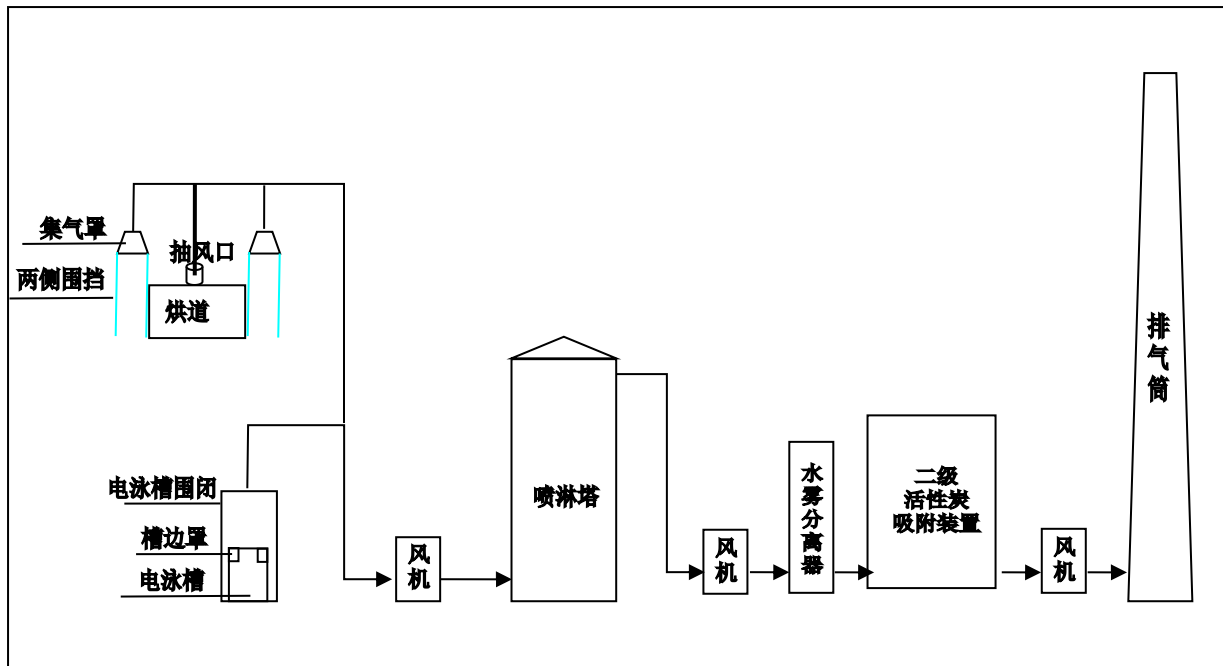 集气罩
抽风口
两侧围挡
烘道
排气筒
电泳槽围闭
槽边罩
电泳槽
风机
喷淋塔
风机
水雾分离器
二级
活性炭
吸附装置
风机